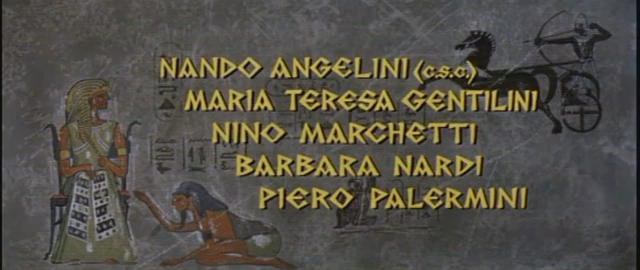 NANDO ANGELINI (c.s.c.)
MARIA TERESA GENTILINI
NINO MARCHETTI
BARBARA NARDI
PIERO PALERMINI